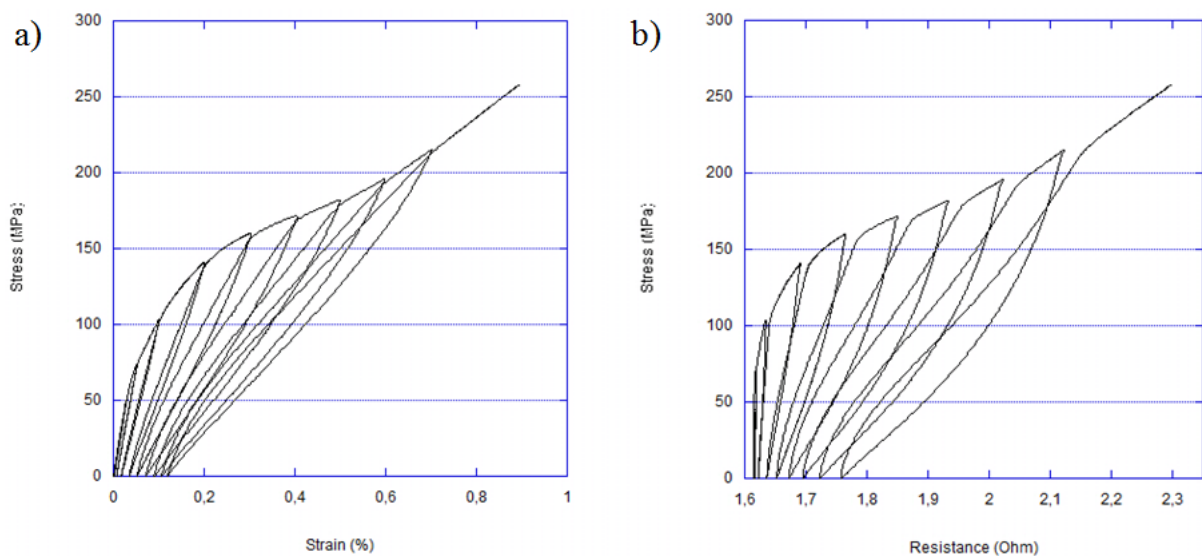 a)
300
250
200
150
100
50
0
Stress (MPa)
0 0,2 0,4 0,6 0,8 1
Strain (%)
b)
300
250
200
150
100
50
0
Stress (MPa)
1,6 1,7 1,8 1,9 2 2,1 2,2 2,3
Resistance (Ohm)